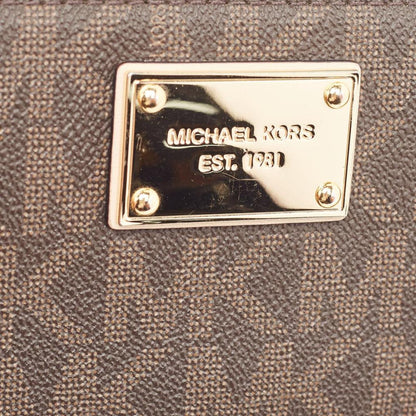 MICHAEL KORS
EST. 1981